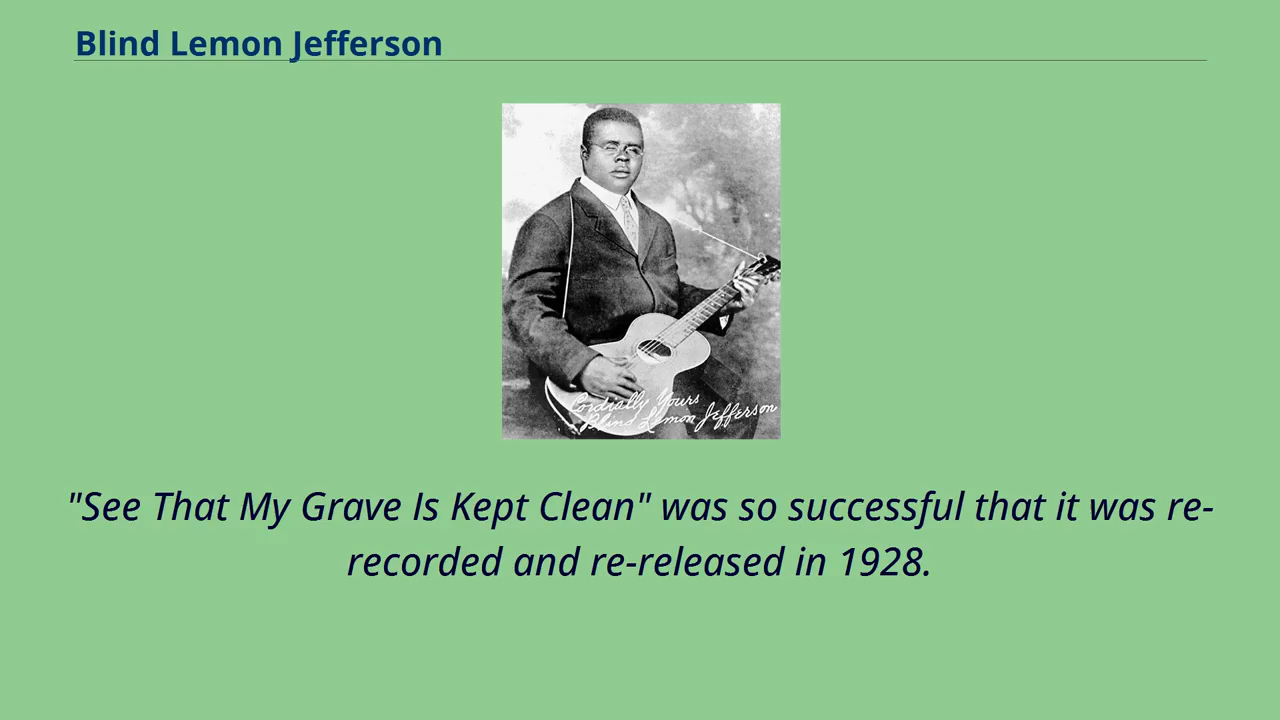 Blind Lemon Jefferson
Cordially Yours
Blind Lemon Jefferson
"See That My Grave Is Kept Clean" was so successful that it was re-
recorded and re-released in 1928.